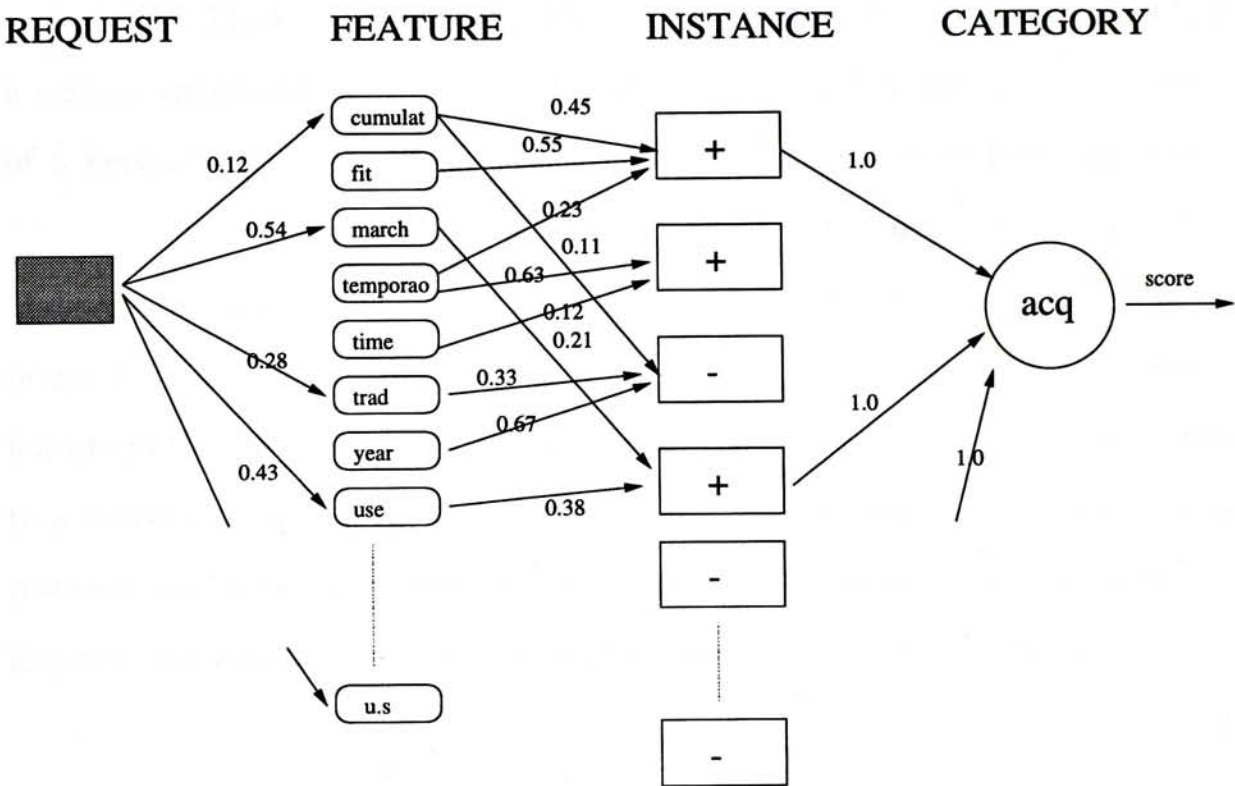 REQUEST FEATURE INSTANCE CATEGORY
cumulat
fit
march
temporao
time
trad
year
use
u.s
0.12
0.54
0.28
0.43
0.45
0.55
0.23
0.11
0.63
0.12
0.21
0.33
0.67
0.38
+
+
-
+
-
-
1.0
1.0
1.0
acq
score